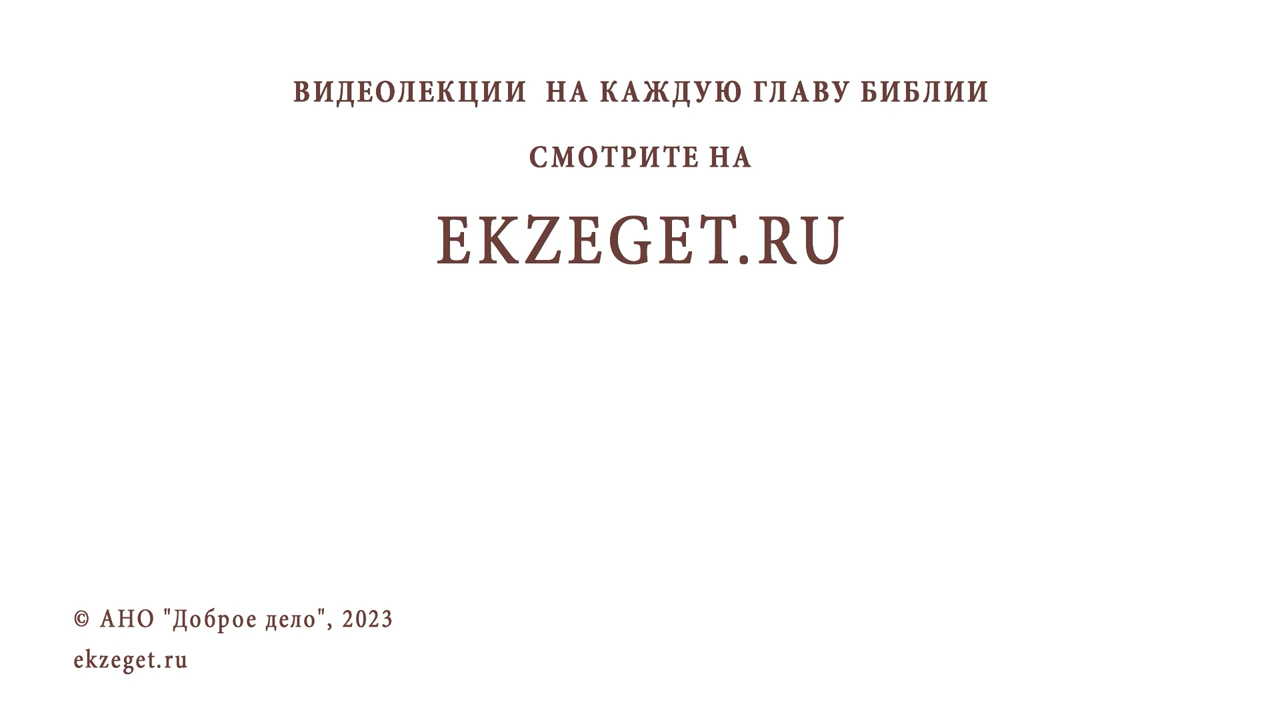 ВИДЕОЛЕКЦИИ НА КАЖДУЮ ГЛАВУ БИБЛИИ
СМОТРИТЕ НА
EKZEGET.RU
© АНО "Доброе дело", 2023
ekzeget.ru